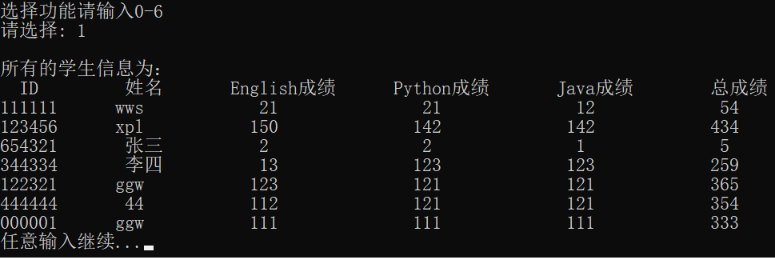 选择功能请输入0-6
请选择: 1
所有的学生信息为:
ID 姓名 English成绩 Python成绩 Java成绩 总成绩
111111 wws 21 21 12 54
123456 xpl 150 142 142 434
654321 张三 2 2 1 5
344334 李四 13 123 123 259
122321 ggw 123 121 121 365
444444 44 112 121 121 354
000001 ggw 111 111 111 333
任意输入继续...